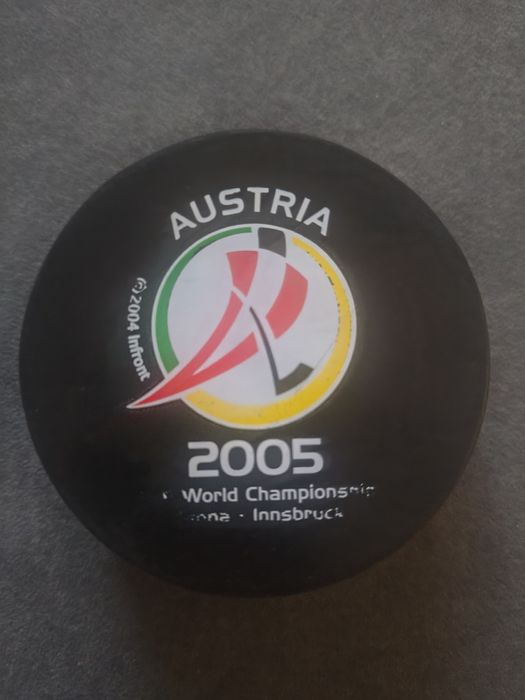 AUSTRIA
(c)2004 Infront
2005
World Championship
Innsbruck